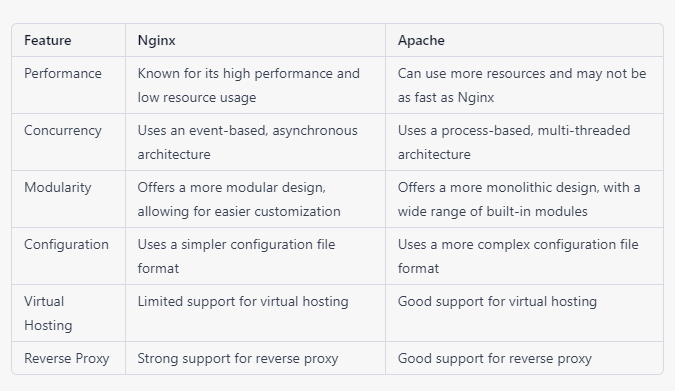 Feature Nginx Apache
Performance Known for its high performance and Can use more resources and may not be
low resource usage as fast as Nginx
Concurrency Uses an event-based, asynchronous Uses a process-based, multi-threaded
architecture architecture
Modularity Offers a more modular design, Offers a more monolithic design, with a
allowing for easier customization wide range of built-in modules
Configuration Uses a simpler configuration file Uses a more complex configuration file
format format
Virtual Limited support for virtual hosting Good support for virtual hosting
Hosting
Reverse Proxy Strong support for reverse proxy Good support for reverse proxy